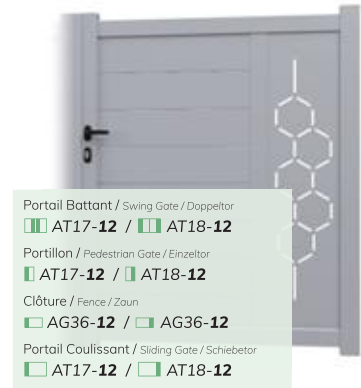 Portail Battant / Swing Gate / Doppeltor
AT17-12 / AT18-12
Portillon / Pedestrian Gate / Einzeltor
AT17-12 / AT18-12
Clôture / Fence / Zaun
AG36-12 / AG36-12
Portail Coulissant / Sliding Gate / Schiebetor
AT17-12 / AT18-12